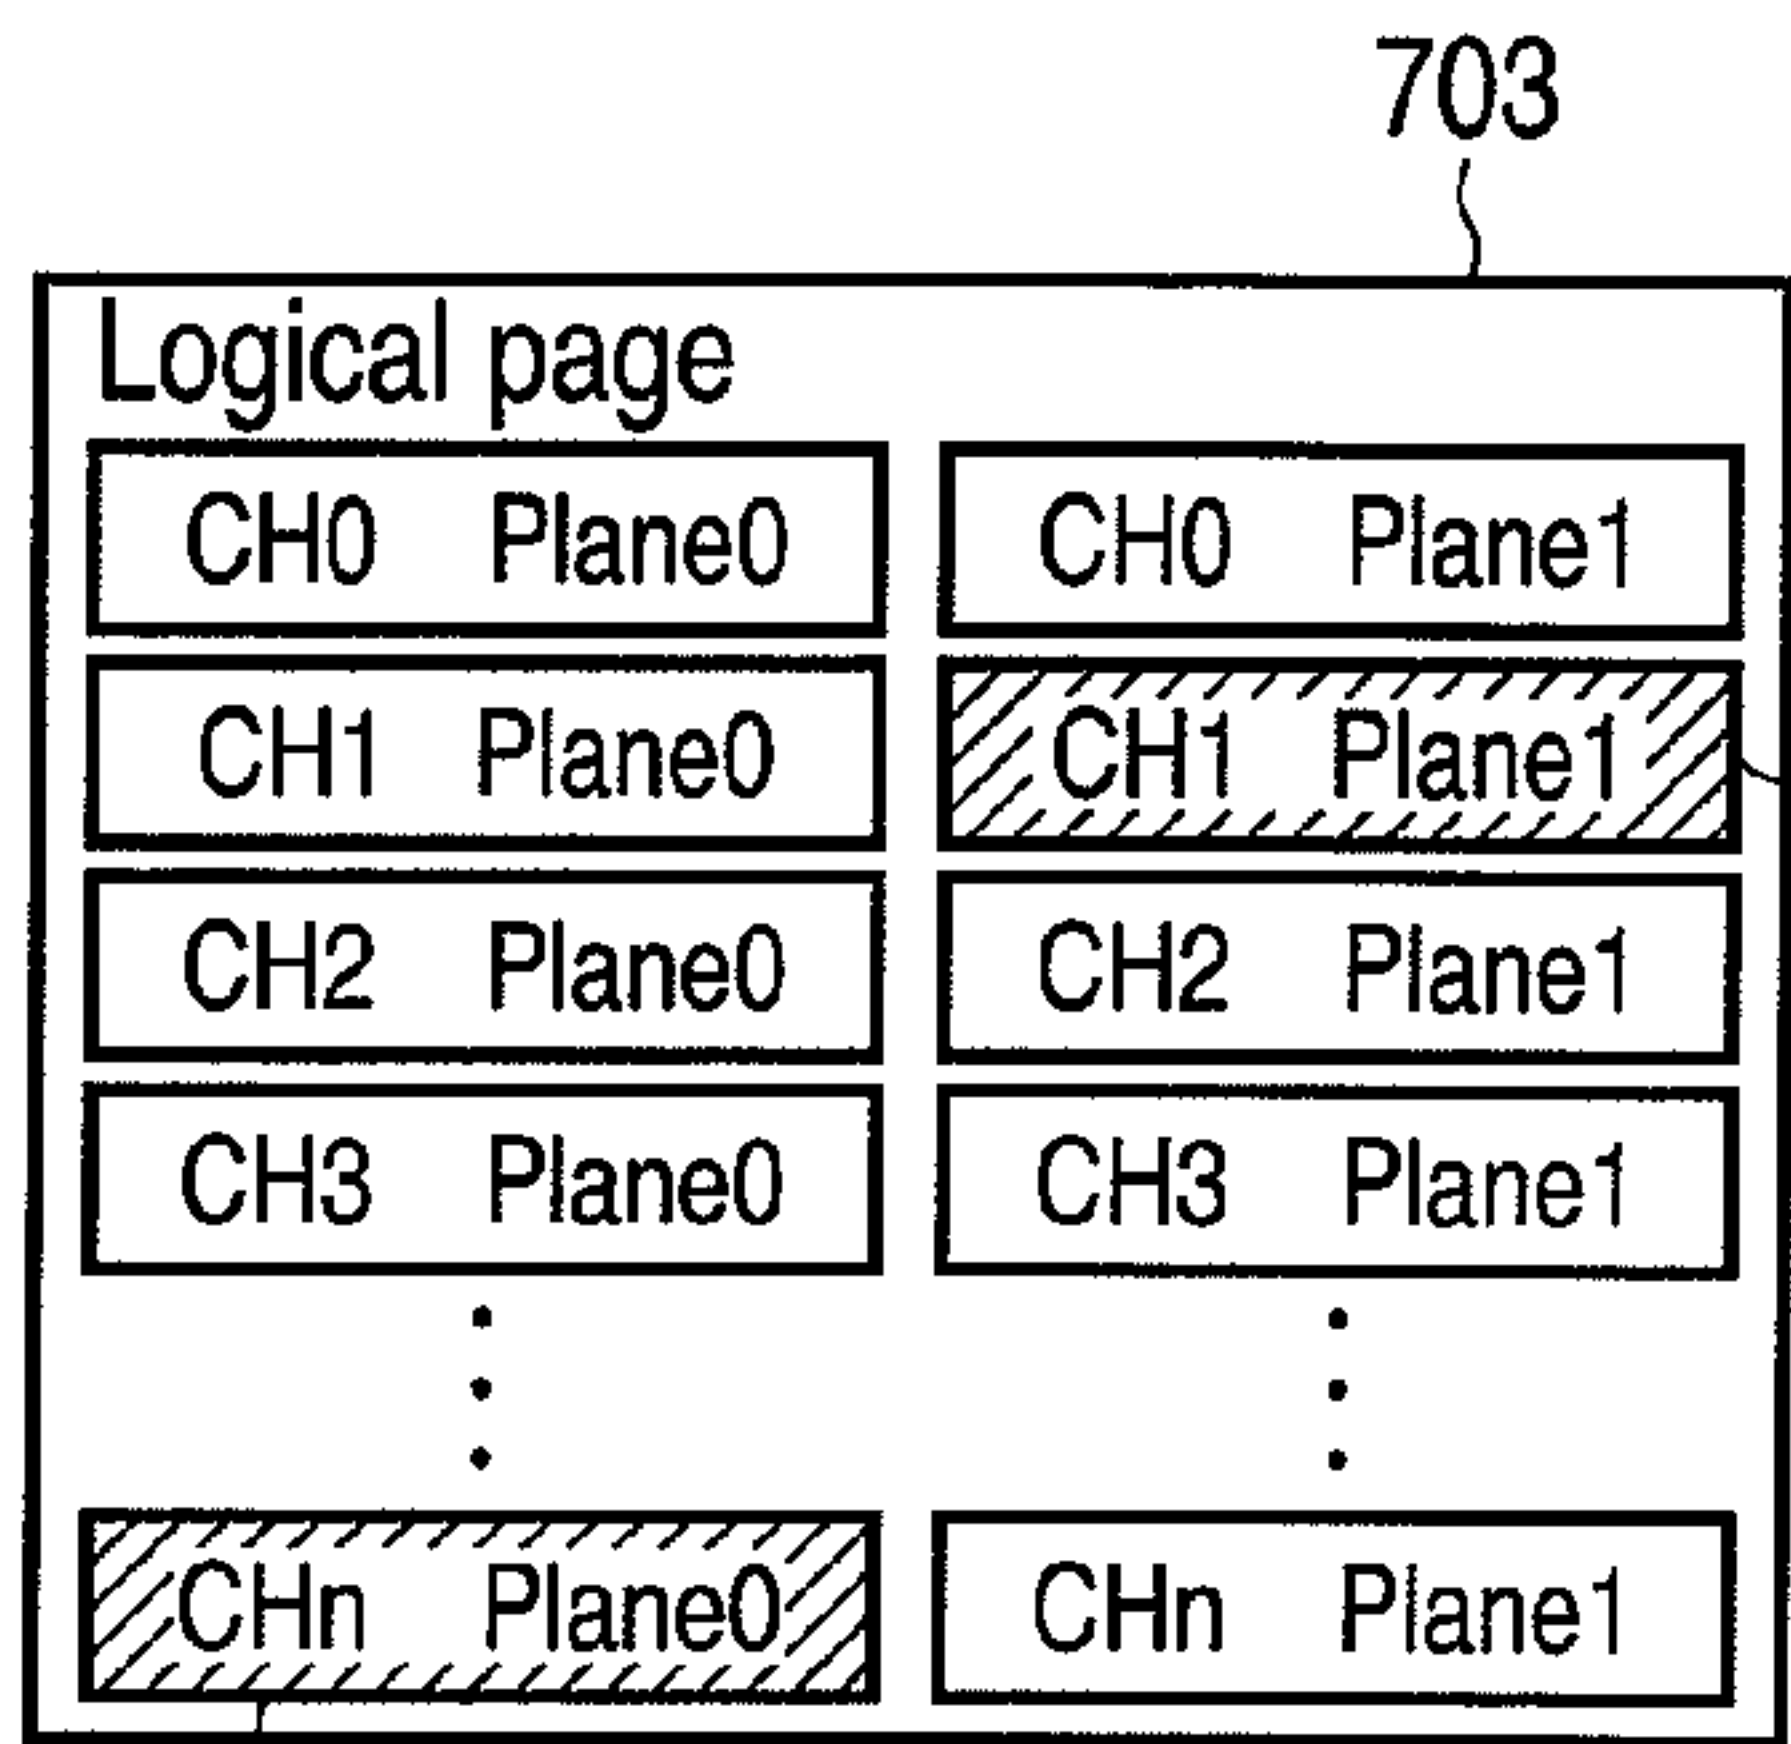 703
Logical page
CH0 Plane0 CH0 Plane1
CH1 Plane0 CH1 Plane1
CH2 Plane0 CH2 Plane1
CH3 Plane0 CH3 Plane1
CHn Plane0 CHn Plane1